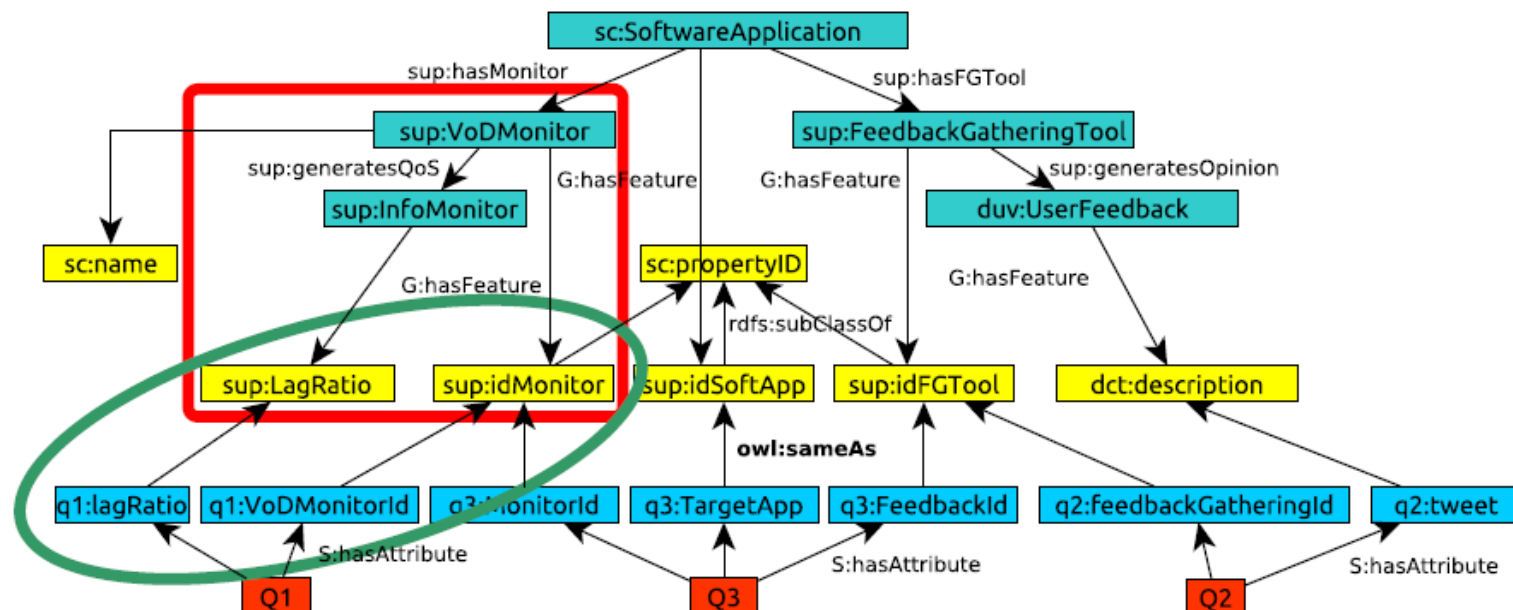 sc:SoftwareApplication
sup:hasMonitor
sup:hasFGTool
sup:VoDMonitor
sup:FeedbackGatheringTool
sup:generatesQoS
G:hasFeature
G:hasFeature
sup:generatesOpinion
sup:InfoMonitor
duv:UserFeedback
sc:name
sc:propertyID
G:hasFeature
G:hasFeature
rdfs:subClassOf
sup:LagRatio
sup:idMonitor
sup:idSoftApp
sup:idFGTool
dct:description
owl:sameAs
q1:lagRatio
q1:VoDMonitorId
q3:MonitorId
q3:TargetApp
q3:FeedbackId
q2:feedbackGatheringId
q2:tweet
S:hasAttribute
S:hasAttribute
S:hasAttribute
Q1
Q3
Q2